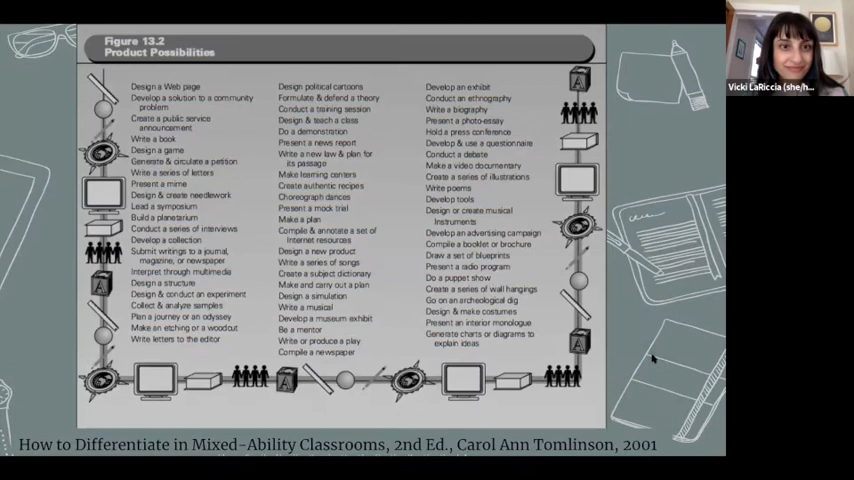 Figure 13.2
Product Possibilities
Design a Web page
Develop a solution to a community
problem
Create a public service
announcement
Write a book
Design a game
Generate & circulate a petition
Write a series of letters
Present a mime
Design & create needlework
Lead a symposium
Build a planetarium
Conduct a series of interviews
Develop a collection
Submit writings to a journal,
magazine, or newspaper
Interpret through multimedia
Design a structure
Design & conduct an experiment
Collect & analyze samples
Plan a journey or an odyssey
Make an etching or a woodcut
Write letters to the editor
Design political cartoons
Formulate & defend a theory
Conduct a training session
Design & teach a class
Do a demonstration
Present a news report
Write a new law & plan for
its passage
Make learning centers
Create authentic recipes
Choreograph dances
Present a mock trial
Make a plan
Compile & annotate a set of
Internet resources
Design a new product
Write a series of songs
Create a subject dictionary
Make and carry out a plan
Design a simulation
Write a musical
Develop a museum exhibit
Be a mentor
Write or produce a play
Compile a newspaper
Develop an exhibit
Conduct an ethnography
Write a biography
Present a photo-essay
Hold a press conference
Develop & use a questionnaire
Conduct a debate
Make a video documentary
Create a series of illustrations
Write poems
Develop tools
Design or create musical
Instruments
Develop an advertising campaign
Compile a booklet or brochure
Draw a set of blueprints
Present a radio program
Do a puppet show
Create a series of wall hangings
Go on an archeological dig
Design & make costumes
Present an interior monologue
Generate charts or diagrams to
explain ideas
A
A
A
A
How to Differentiate in Mixed-Ability Classrooms, 2nd Ed., Carol Ann Tomlinson, 2001
Vicki LaRiccia (she/h...